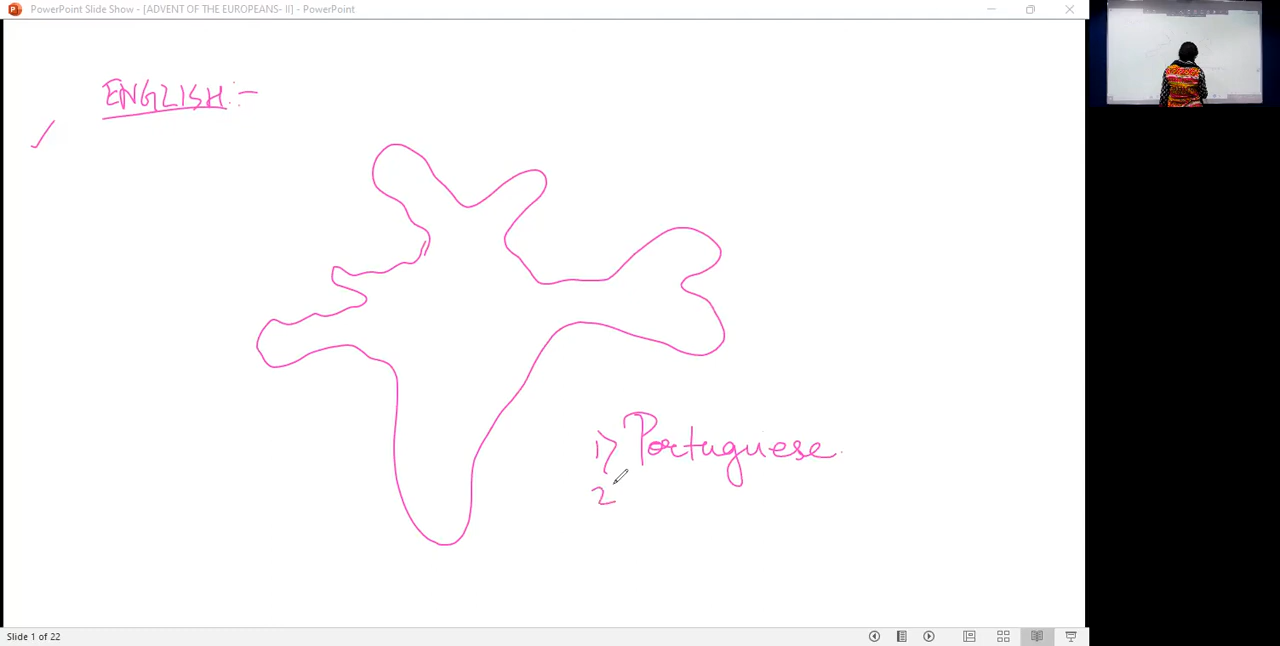 PowerPoint Slide Show - [ADVENT OF THE EUROPEANS- II] - PowerPoint
ENGLISH :-
1) Portuguese.
2
Slide 1 of 22